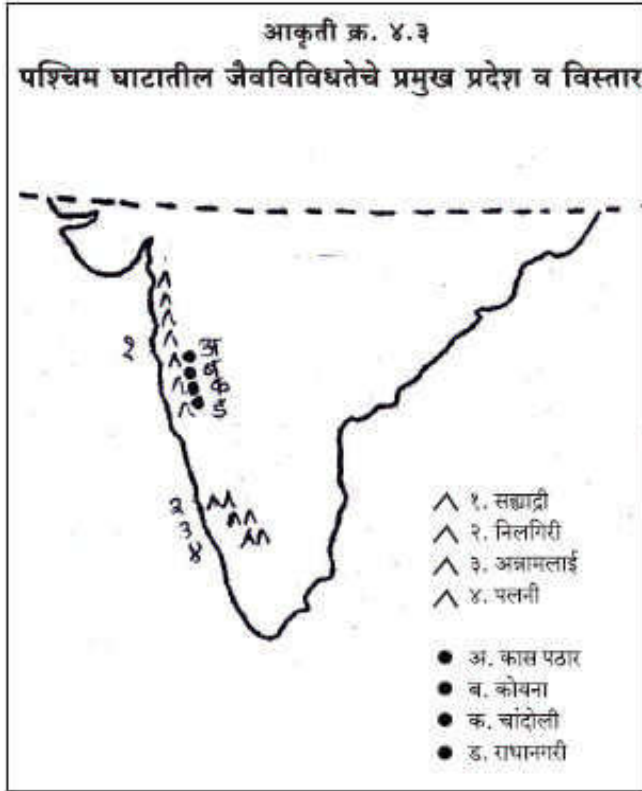 आकृती क्र. ४.३
पश्चिम घाटातील जैवविविधतेचे प्रमुख प्रदेश व विस्तार
२
अ
ब
क
ड
२
३
४
१. सह्याद्री
२. निलगिरी
३. अन्नामलाई
४. पलनी
अ. कास पठार
ब. कोयना
क. चांदोली
ड. राधानगरी